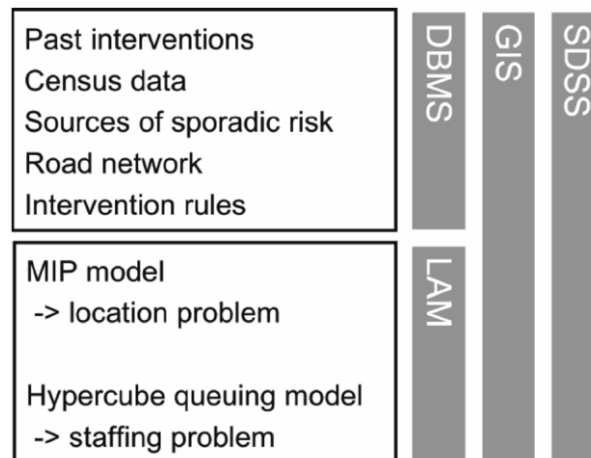 Past interventions
Census data
Sources of sporadic risk
Road network
Intervention rules
MIP model
-> location problem
Hypercube queuing model
-> staffing problem
DBMS
LAM
GIS
SDSS